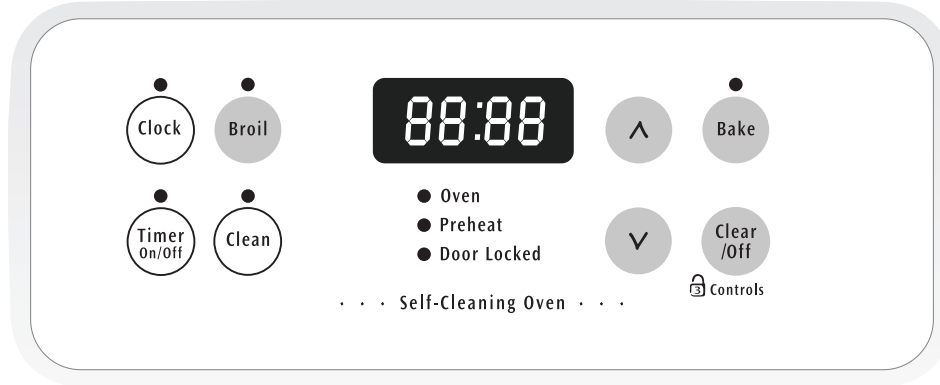 Clock
Broil
88:88
Bake
Timer
On/Off
Clean
Oven
Preheat
Door Locked
Clear
/Off
3 Controls
· · · Self-Cleaning Oven · · ·